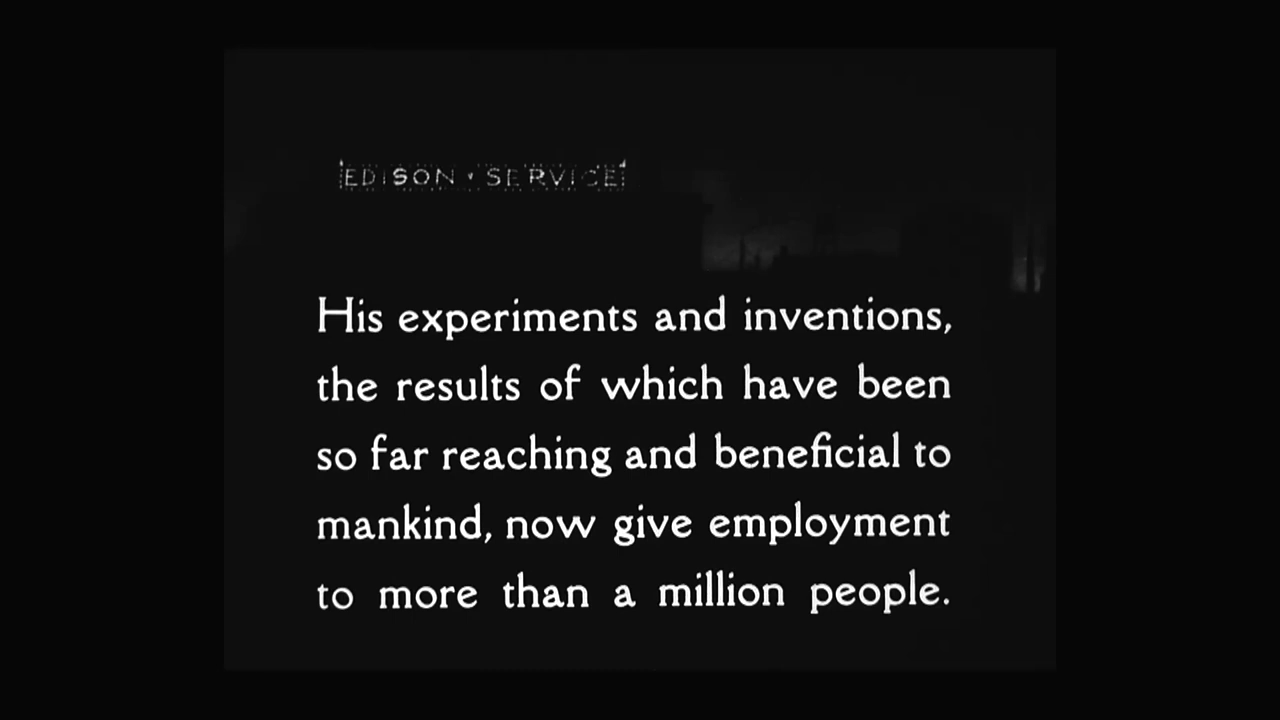 EDISON · SERVICE
His experiments and inventions,
the results of which have been
so far reaching and beneficial to
mankind, now give employment
to more than a million people.